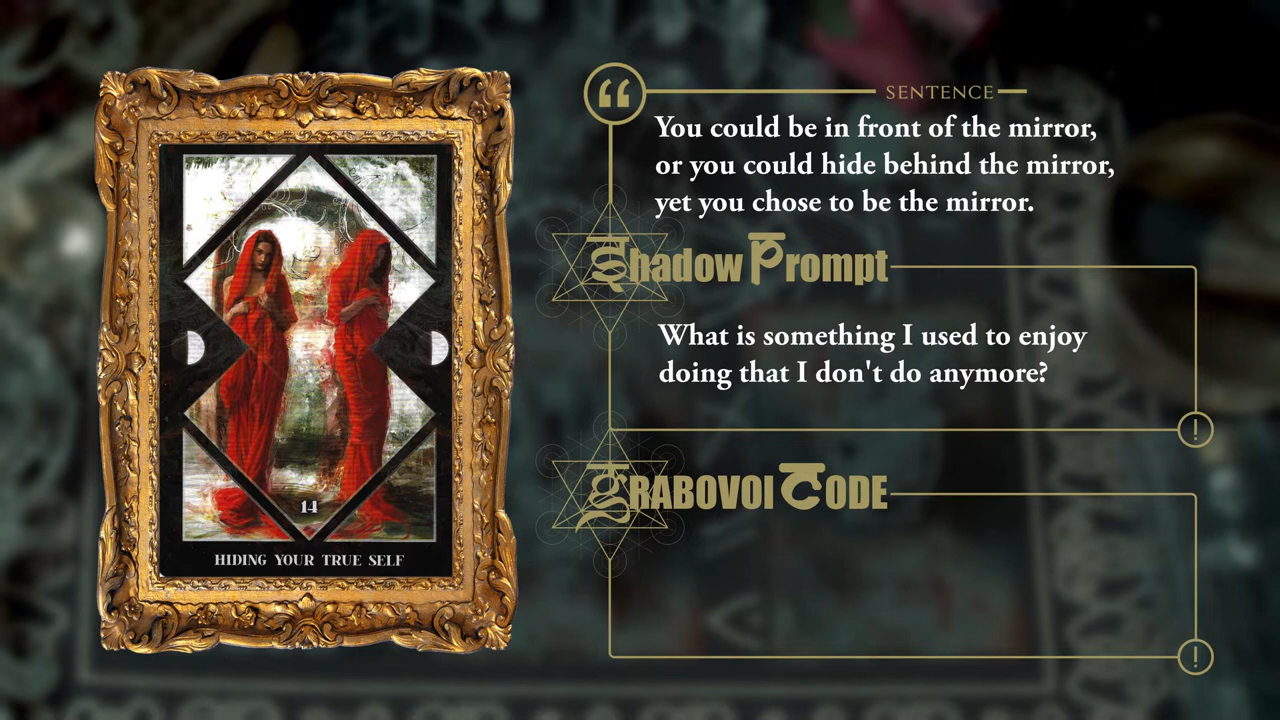 14
HIDING YOUR TRUE SELF
“
SENTENCE
You could be in front of the mirror,
or you could hide behind the mirror,
yet you chose to be the mirror.
Shadow Prompt
What is something I used to enjoy
doing that I don't do anymore?
!
GRABOVOI CODE
!